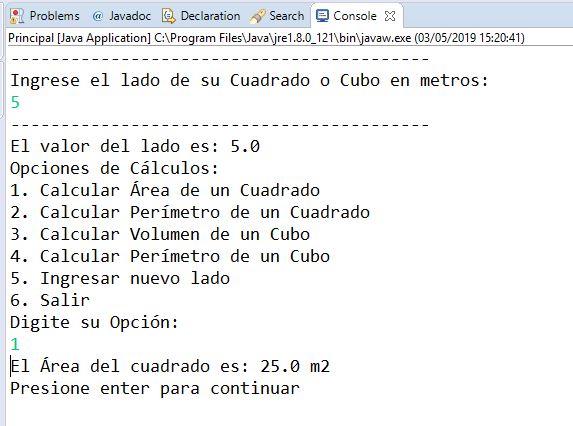 Problems @ Javadoc Declaration Search Console
Principal [Java Application] C:\Program Files\Java\jre1.8.0_121\bin\javaw.exe (03/05/2019 15:20:41)
------------------------------------------
Ingrese el lado de su Cuadrado o Cubo en metros:
5
------------------------------------------
El valor del lado es: 5.0
Opciones de Cálculos:
1. Calcular Área de un Cuadrado
2. Calcular Perímetro de un Cuadrado
3. Calcular Volumen de un Cubo
4. Calcular Perímetro de un Cubo
5. Ingresar nuevo lado
6. Salir
Digite su Opción:
1
El Área del cuadrado es: 25.0 m2
Presione enter para continuar